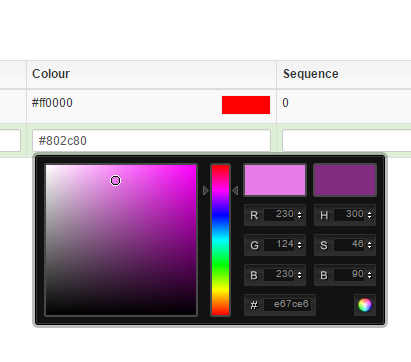 Colour Sequence
#ff0000 0
#802c80
R 230 H 300
G 124 S 46
B 230 B 90
# e67ce6